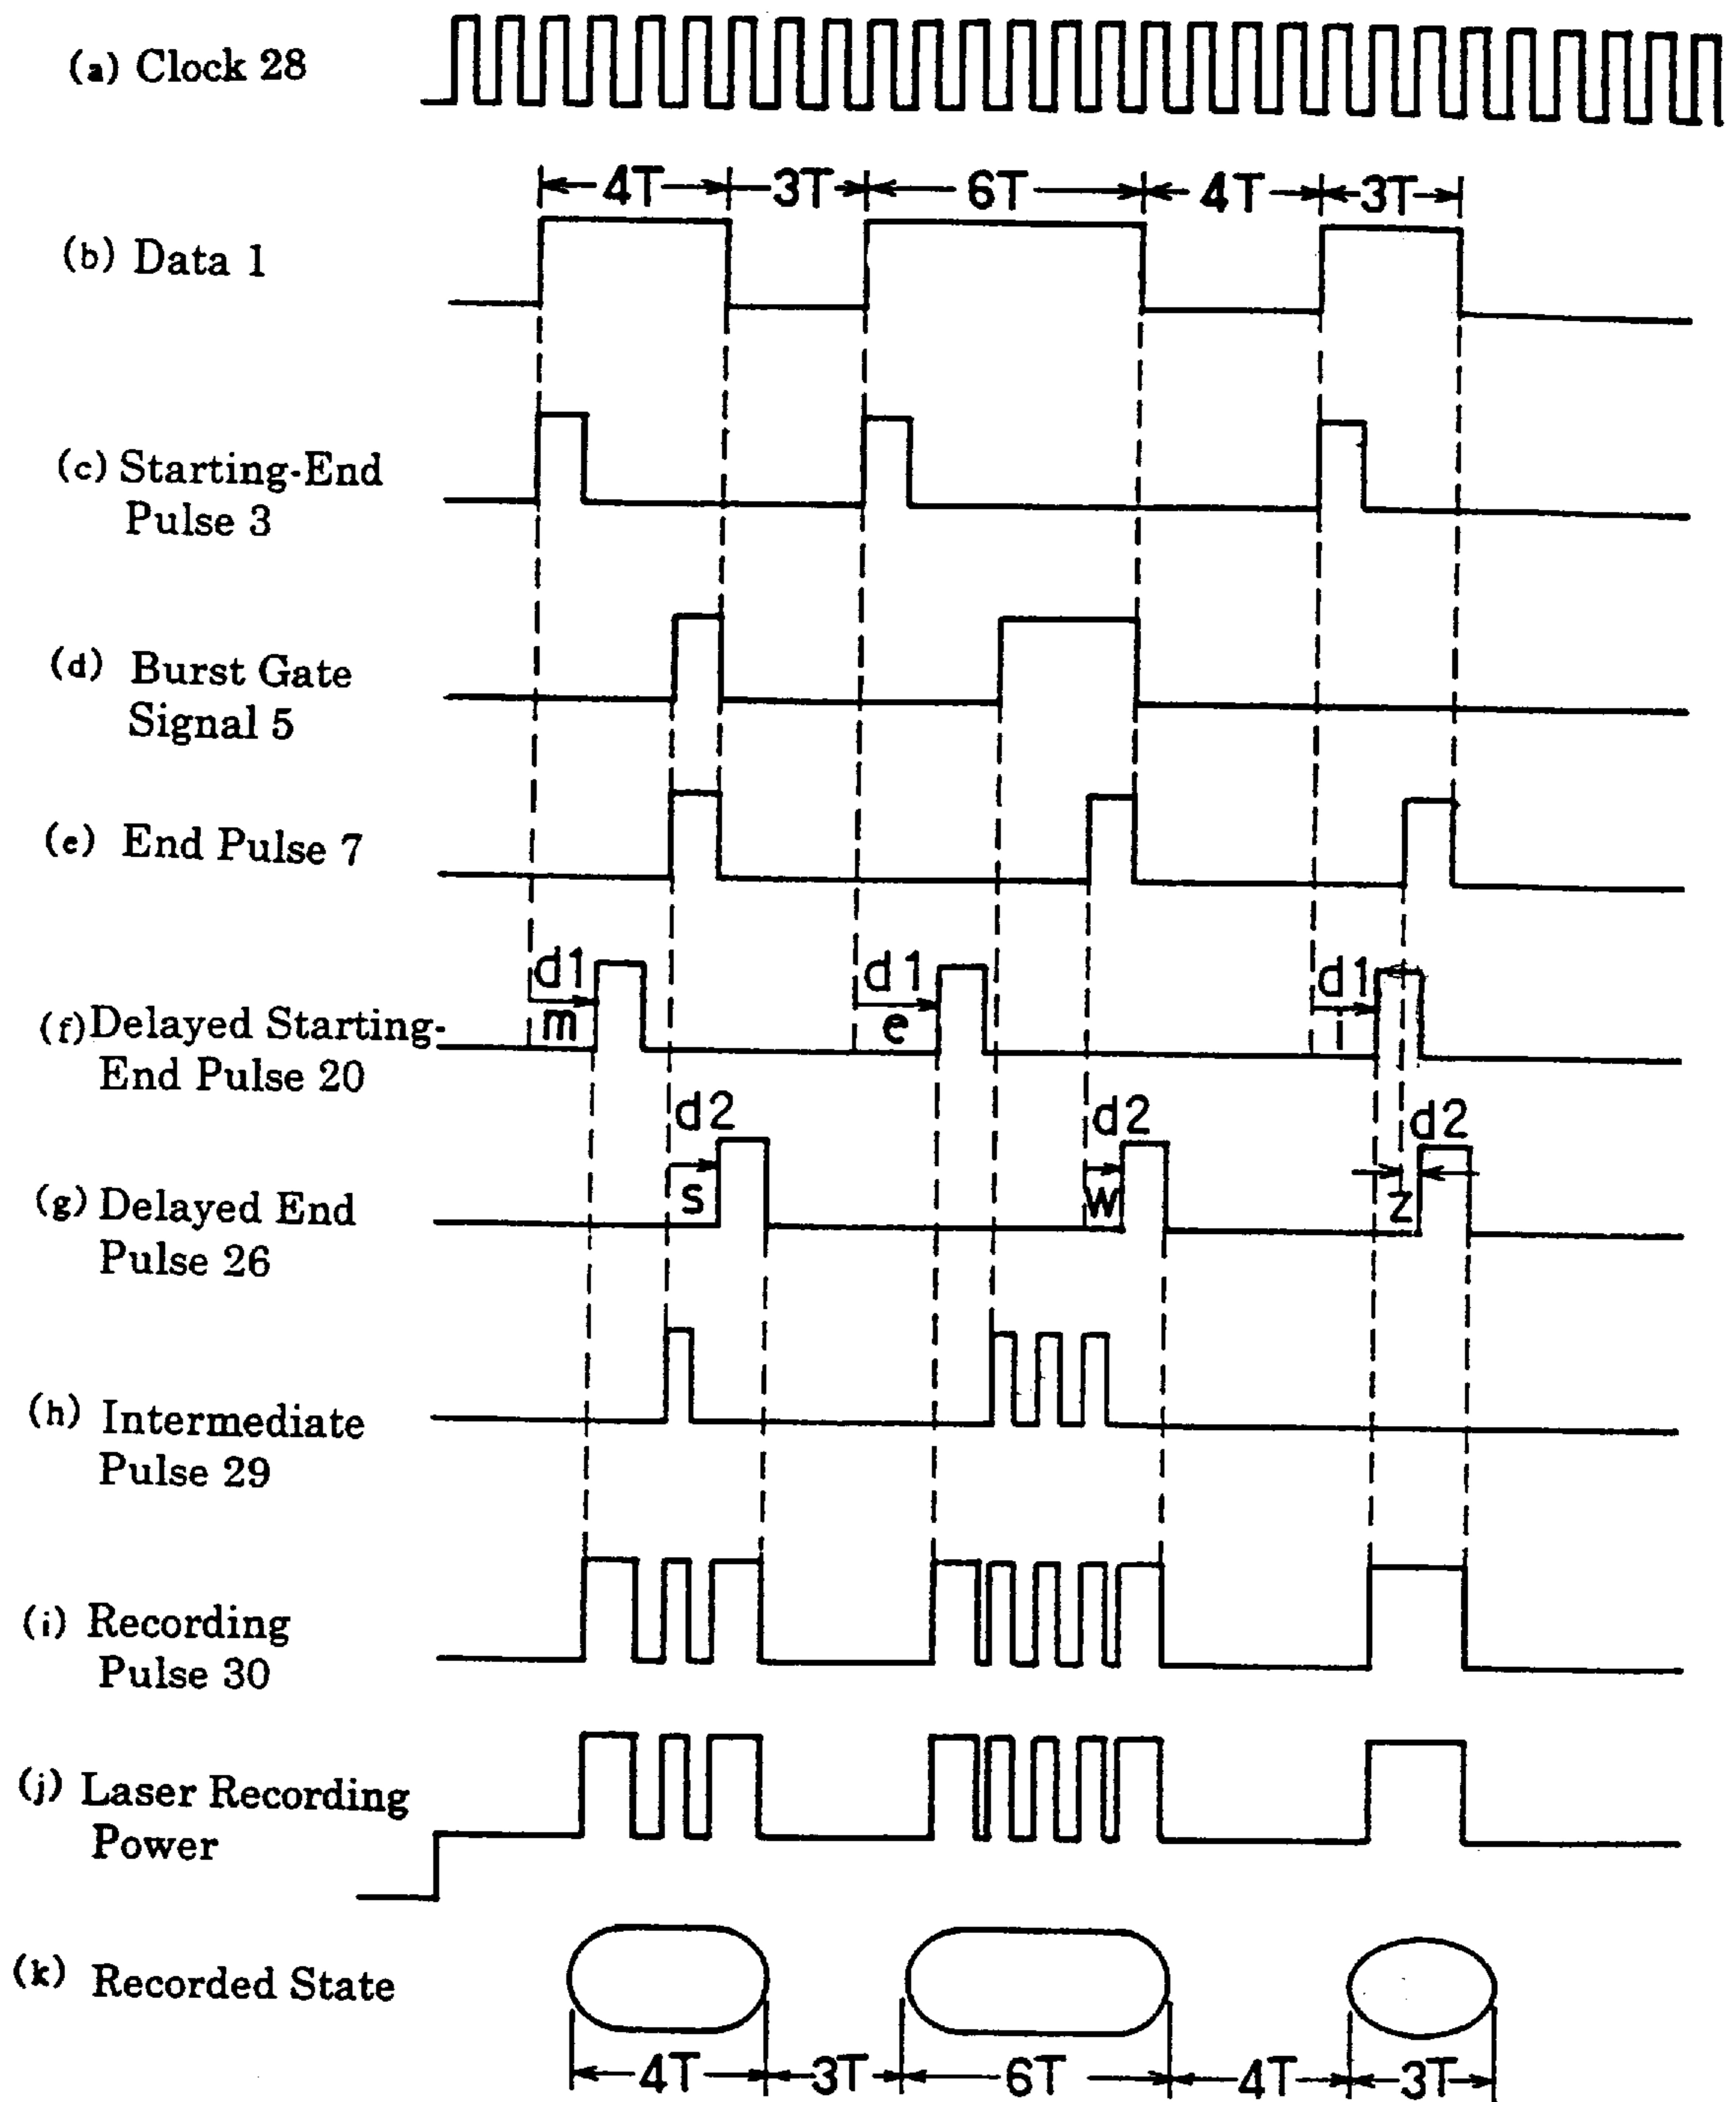 (a) Clock 28
4T 3T 6T 4T 3T
(b) Data 1
(c) Starting-End
Pulse 3
(d) Burst Gate
Signal 5
(e) End Pulse 7
d1 d1 d1
m e i
(f) Delayed Starting-
End Pulse 20
d2 d2 d2
s w z
(g) Delayed End
Pulse 26
(h) Intermediate
Pulse 29
(i) Recording
Pulse 30
(j) Laser Recording
Power
(k) Recorded State
4T 3T 6T 4T 3T